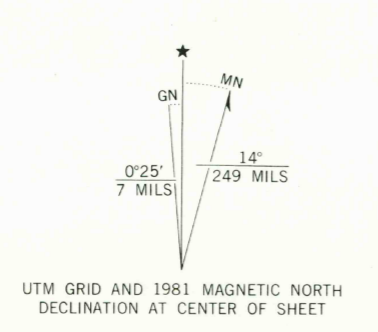 ★
MN
GN
0°25′
7 MILS
14°
249 MILS
UTM GRID AND 1981 MAGNETIC NORTH
DECLINATION AT CENTER OF SHEET